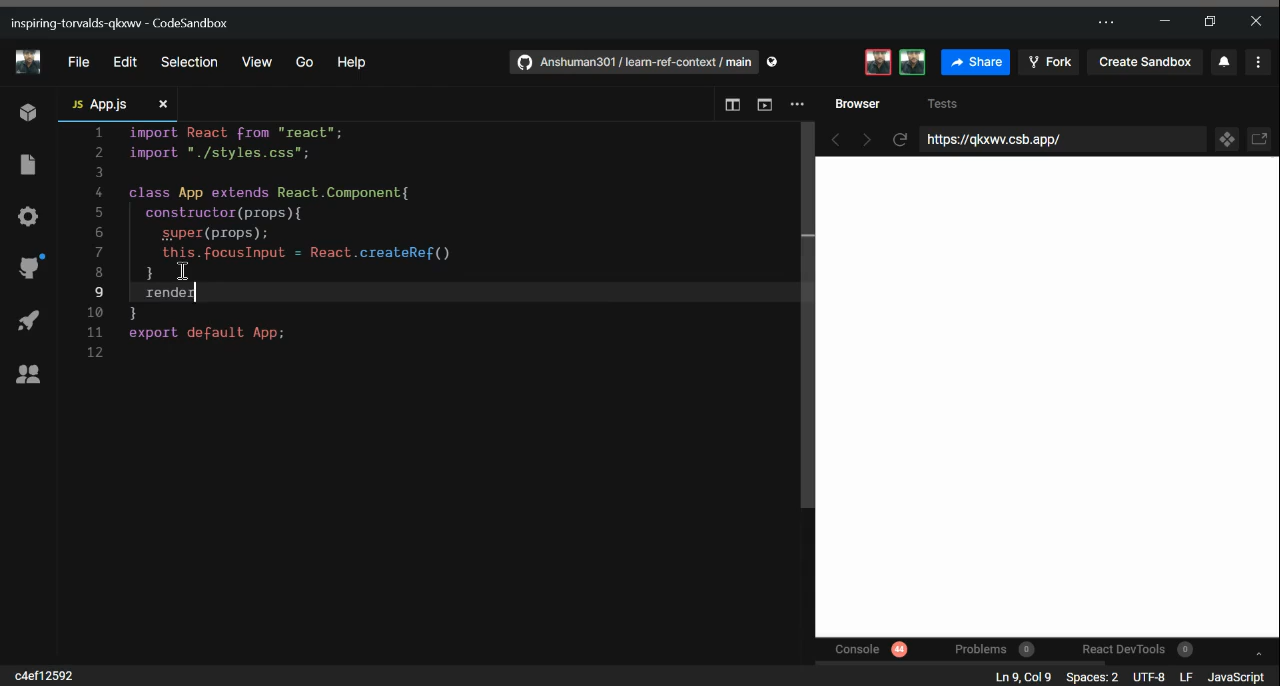 inspiring-torvalds-qkxwv - CodeSandbox
File Edit Selection View Go Help
Anshuman301 / learn-ref-context / main
Share Fork Create Sandbox
JS App.js
Browser Tests
https://qkxwv.csb.app/
1 import React from "react";
2 import "./styles.css";
3
4 class App extends React.Component{
5 constructor(props){
6 super(props);
7 this.focusInput = React.createRef()
8 }
9 render
10 }
11 export default App;
12
Console 44 Problems 0 React DevTools 0
c4ef12592
Ln 9, Col 9 Spaces: 2 UTF-8 LF JavaScript